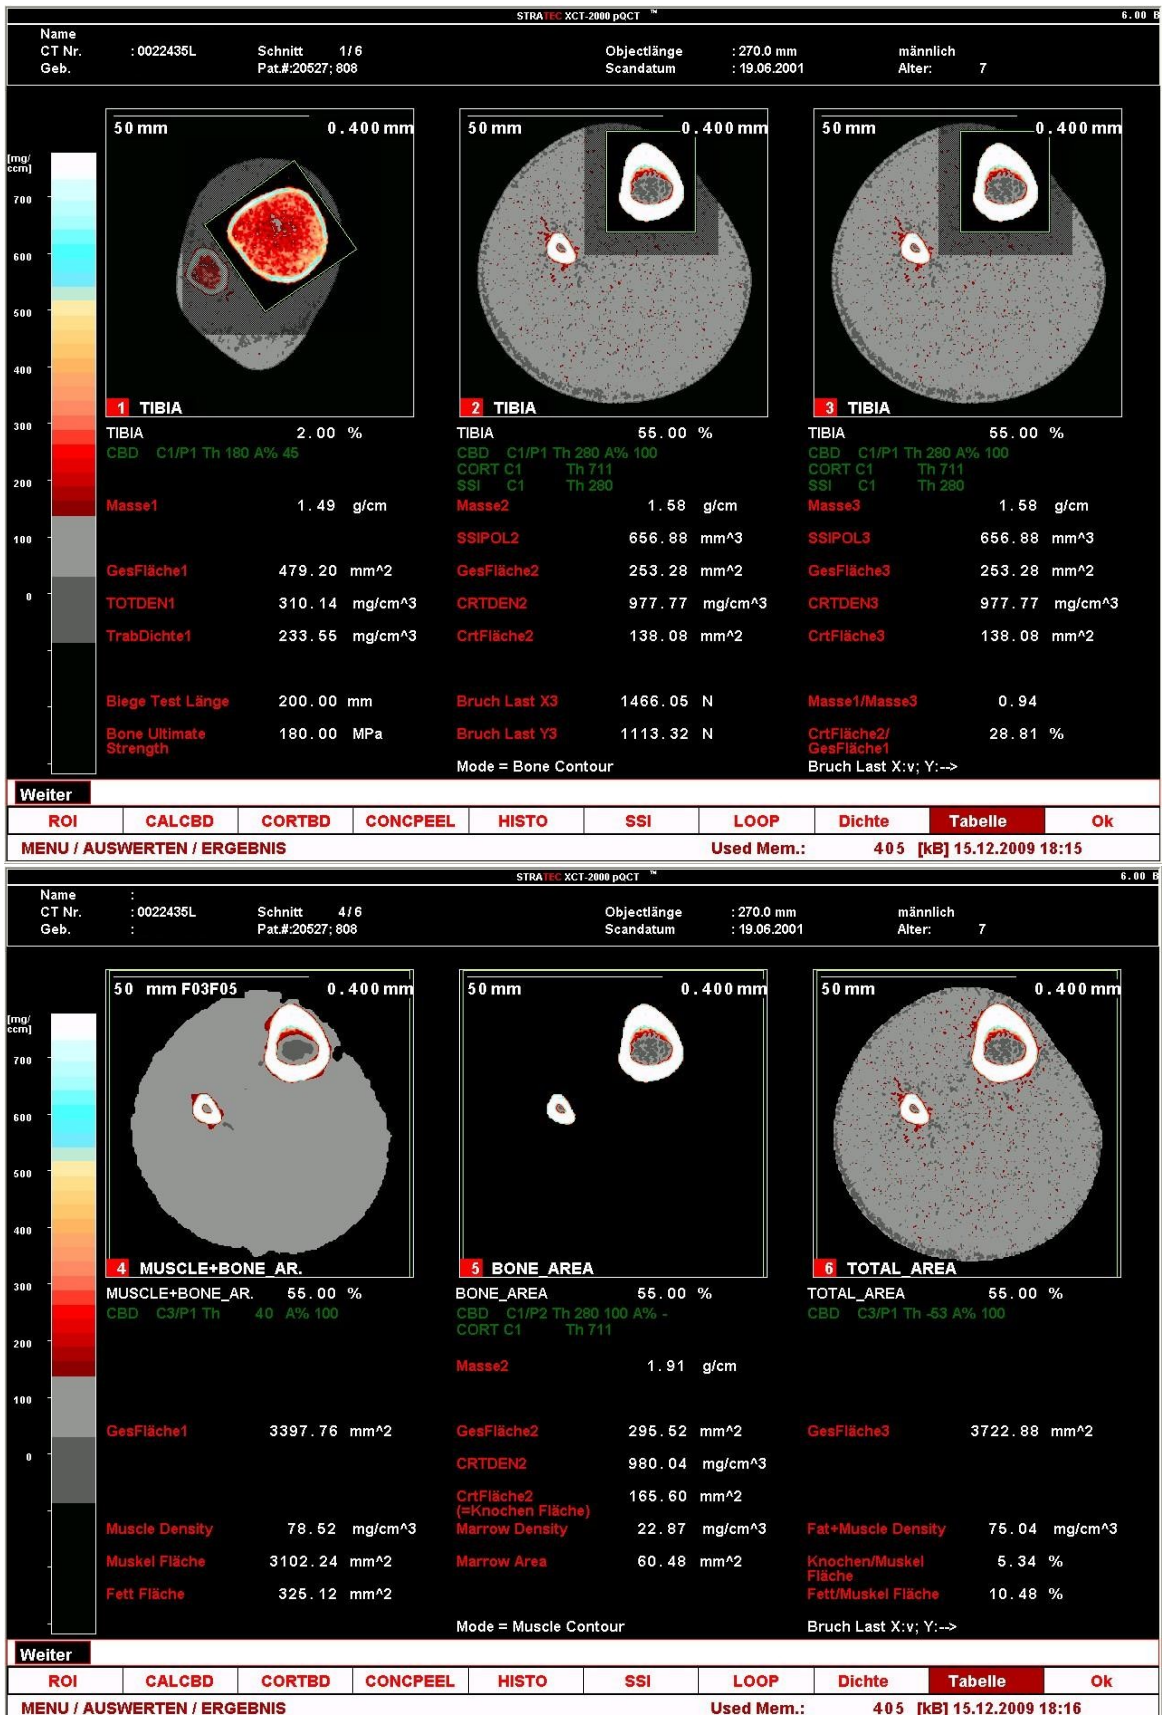 STRATEC XCT-2000 pQCT ™ 6.00 B
Name
CT Nr. : 0022435L Schnitt 1/6 Objectlänge : 270.0 mm männlich
Geb. Pat.#:20527; 808 Scandatum : 19.06.2001 Alter: 7
[mg/ccm]
700
600
500
400
300
200
100
0
50 mm 0.400 mm 50 mm 0.400 mm 50 mm 0.400 mm
1 TIBIA 2 TIBIA 3 TIBIA
TIBIA 2.00 % TIBIA 55.00 % TIBIA 55.00 %
CBD C1/P1 Th 180 A% 45 CBD C1/P1 Th 280 A% 100 CBD C1/P1 Th 280 A% 100
CORT C1 Th 711 CORT C1 Th 711
SSI C1 Th 280 SSI C1 Th 280
Masse1 1.49 g/cm Masse2 1.58 g/cm Masse3 1.58 g/cm
SSIPOL2 656.88 mm^3 SSIPOL3 656.88 mm^3
GesFläche1 479.20 mm^2 GesFläche2 253.28 mm^2 GesFläche3 253.28 mm^2
TOTDEN1 310.14 mg/cm^3 CRTDEN2 977.77 mg/cm^3 CRTDEN3 977.77 mg/cm^3
TrabDichte1 233.55 mg/cm^3 CrtFläche2 138.08 mm^2 CrtFläche3 138.08 mm^2
Biege Test Länge 200.00 mm Bruch Last X3 1466.05 N Masse1/Masse3 0.94
Bone Ultimate 180.00 MPa Bruch Last Y3 1113.32 N CrtFläche2/ 28.81 %
Strength GesFläche1
Mode = Bone Contour Bruch Last X:v; Y:-->
Weiter
ROI CALCBD CORTBD CONCPEEL HISTO SSI LOOP Dichte Tabelle Ok
MENU / AUSWERTEN / ERGEBNIS Used Mem.: 405 [kB] 15.12.2009 18:15
STRATEC XCT-2000 pQCT ™ 6.00 B
Name :
CT Nr. : 0022435L Schnitt 4/6 Objectlänge : 270.0 mm männlich
Geb. : Pat.#:20527; 808 Scandatum : 19.06.2001 Alter: 7
[mg/ccm]
700
600
500
400
300
200
100
0
50 mm F03F05 0.400 mm 50 mm 0.400 mm 50 mm 0.400 mm
4 MUSCLE+BONE_AR. 5 BONE_AREA 6 TOTAL_AREA
MUSCLE+BONE_AR. 55.00 % BONE_AREA 55.00 % TOTAL_AREA 55.00 %
CBD C3/P1 Th 40 A% 100 CBD C1/P2 Th 280 100 A% - CBD C3/P1 Th -53 A% 100
CORT C1 Th 711
Masse2 1.91 g/cm
GesFläche1 3397.76 mm^2 GesFläche2 295.52 mm^2 GesFläche3 3722.88 mm^2
CRTDEN2 980.04 mg/cm^3
CrtFläche2 165.60 mm^2
(=Knochen Fläche)
Muscle Density 78.52 mg/cm^3 Marrow Density 22.87 mg/cm^3 Fat+Muscle Density 75.04 mg/cm^3
Muskel Fläche 3102.24 mm^2 Marrow Area 60.48 mm^2 Knochen/Muskel 5.34 %
Fläche
Fett Fläche 325.12 mm^2 Fett/Muskel Fläche 10.48 %
Mode = Muscle Contour Bruch Last X:v; Y:-->
Weiter
ROI CALCBD CORTBD CONCPEEL HISTO SSI LOOP Dichte Tabelle Ok
MENU / AUSWERTEN / ERGEBNIS Used Mem.: 405 [kB] 15.12.2009 18:16